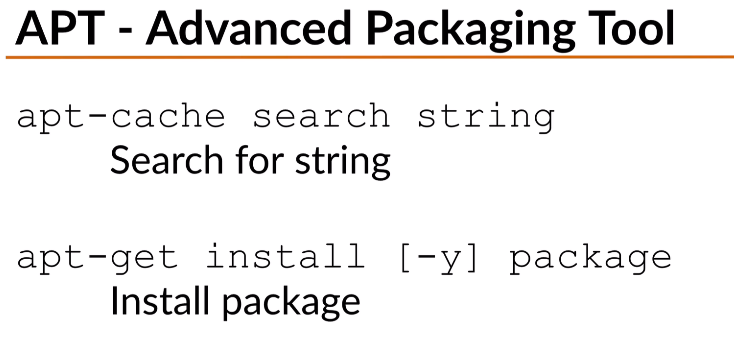 APT - Advanced Packaging Tool
apt-cache search string
Search for string
apt-get install [-y] package
Install package